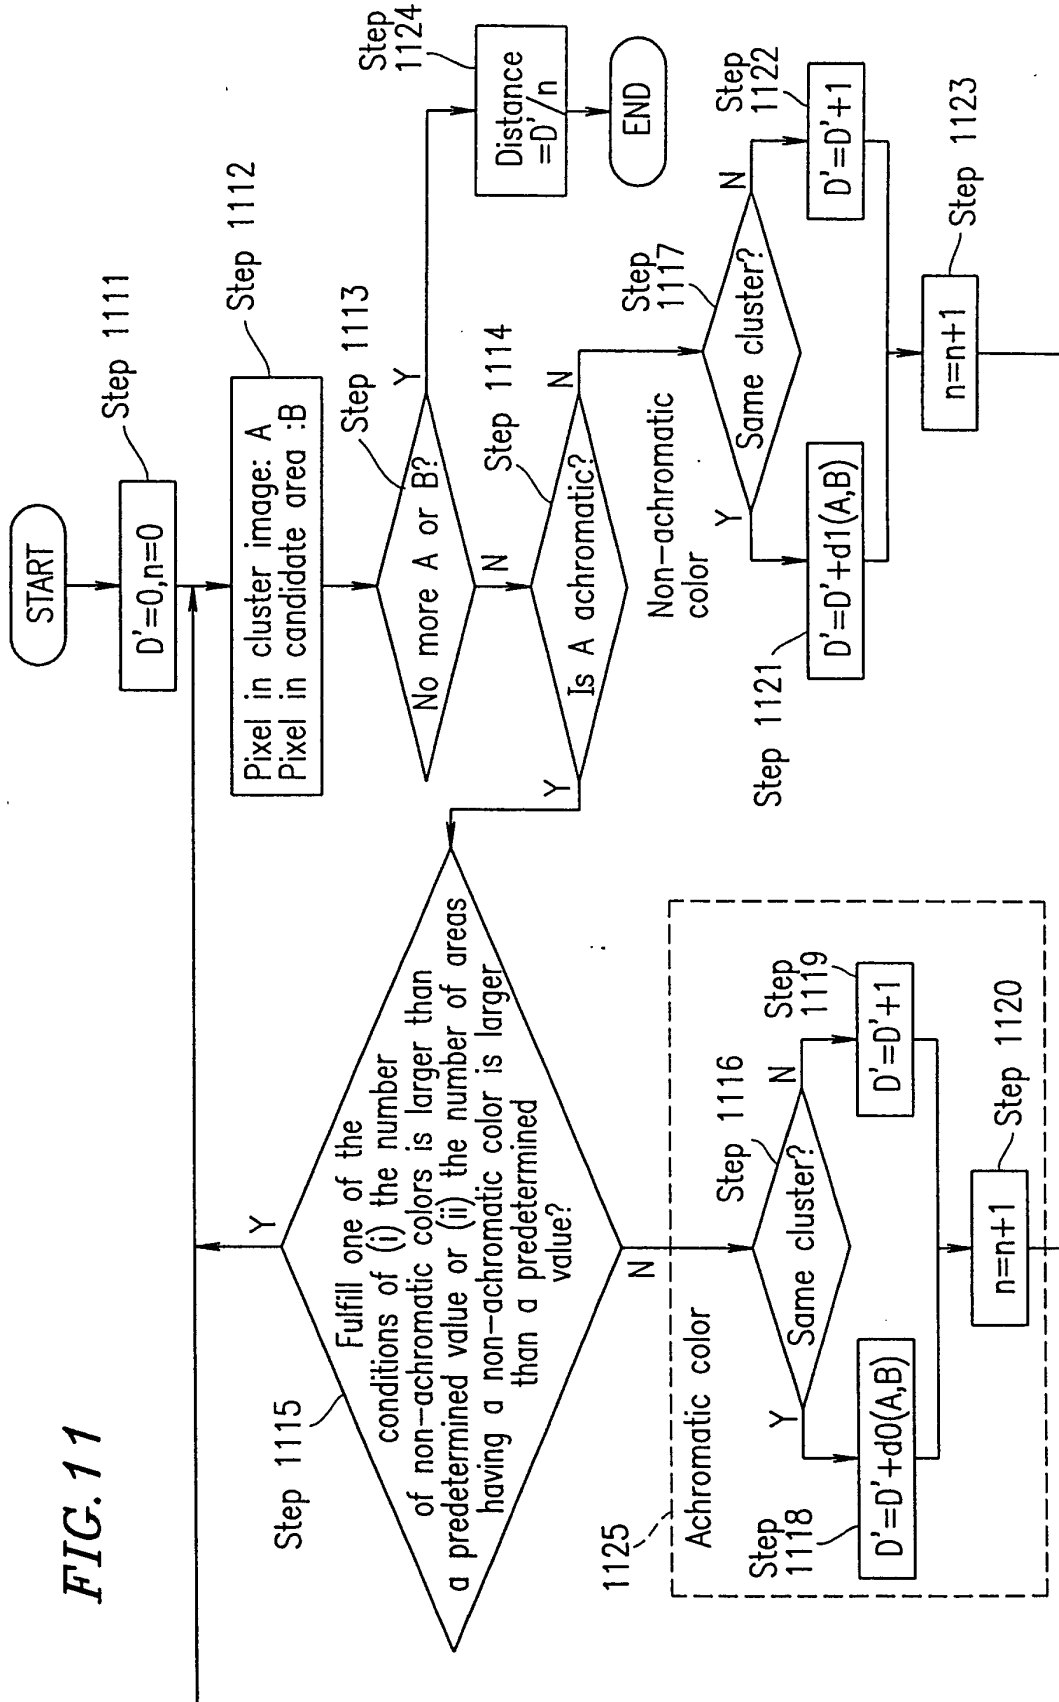 FIG. 11
START
D'=0,n=0
Step 1111
Pixel in cluster image: A
Pixel in candidate area :B
Step 1112
No more A or B?
Step 1113
Y
N
Step
1124
Distance
=D'/n
END
Is A achromatic?
Step 1114
Y
N
Step 1115
Fulfill one of the
conditions of (i) the number
of non-achromatic colors is larger than
a predetermined value or (ii) the number of areas
having a non-achromatic color is larger
than a predetermined
value?
Y
N
Non-achromatic
color
Step
1117
Same cluster?
Y
N
Step 1121
D'=D'+d1(A,B)
Step
1122
D'=D'+1
n=n+1
Step 1123
1125
Achromatic color
Step 1116
Same cluster?
Y
N
Step
1118
D'=D'+d0(A,B)
Step
1119
D'=D'+1
n=n+1
Step 1120